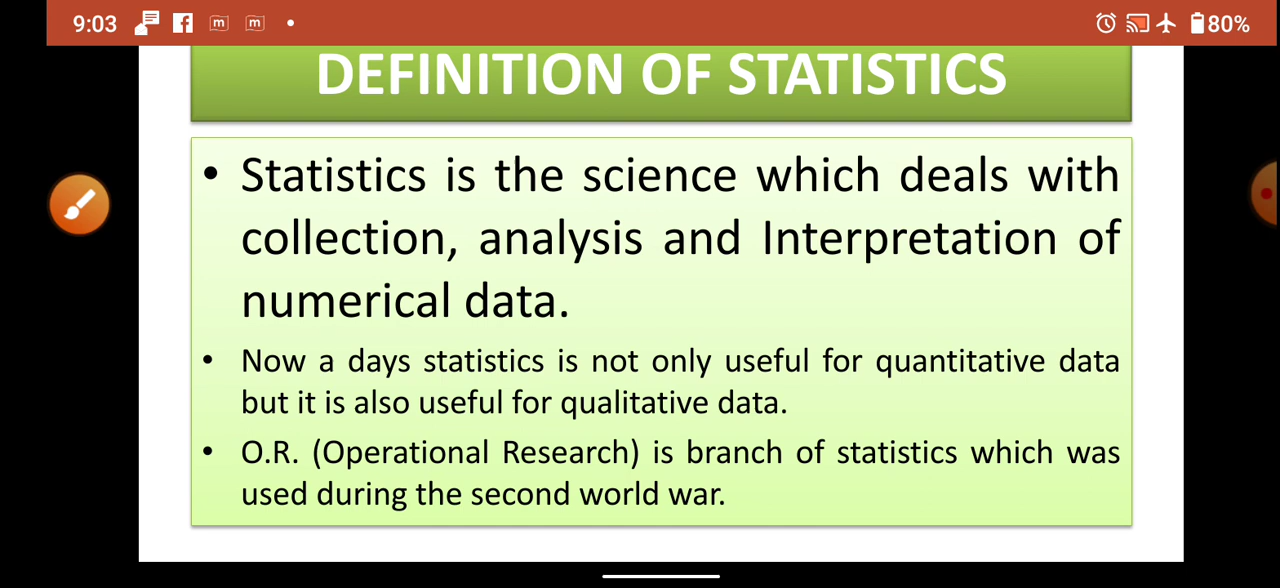 9:03
80%
DEFINITION OF STATISTICS
• Statistics is the science which deals with
collection, analysis and Interpretation of
numerical data.
• Now a days statistics is not only useful for quantitative data
but it is also useful for qualitative data.
• O.R. (Operational Research) is branch of statistics which was
used during the second world war.